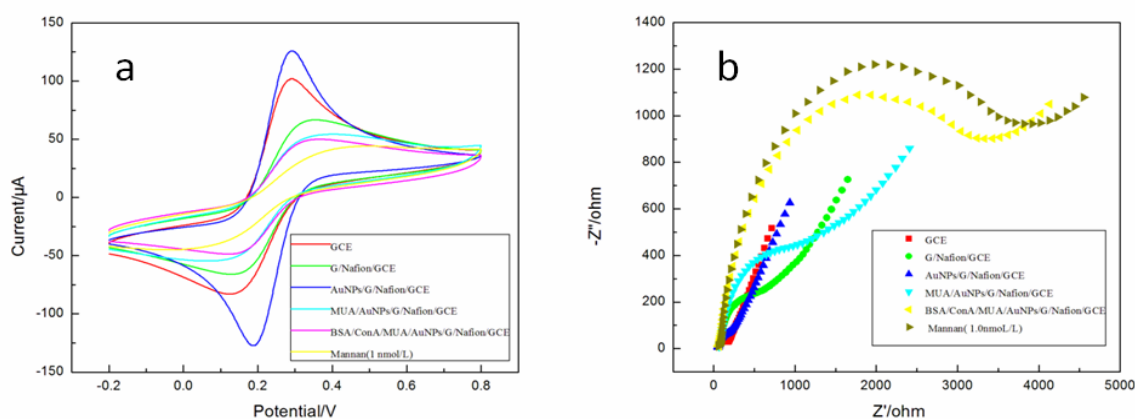 a
150
100
50
0
-50
-100
-150
Current/μA
-0.2 0.0 0.2 0.4 0.6 0.8
Potential/V
GCE
G/Nafion/GCE
AuNPs/G/Nafion/GCE
MUA/AuNPs/G/Nafion/GCE
BSA/ConA/MUA/AuNPs/G/Nafion/GCE
Mannan(1 nmol/L)
b
1400
1200
1000
800
600
400
200
0
-Z"/ohm
0 1000 2000 3000 4000 5000
Z'/ohm
GCE
G/Nafion/GCE
AuNPs/G/Nafion/GCE
MUA/AuNPs/G/Nafion/GCE
BSA/ConA/MUA/AuNPs/G/Nafion/GCE
Mannan( 1.0nmoL/L)